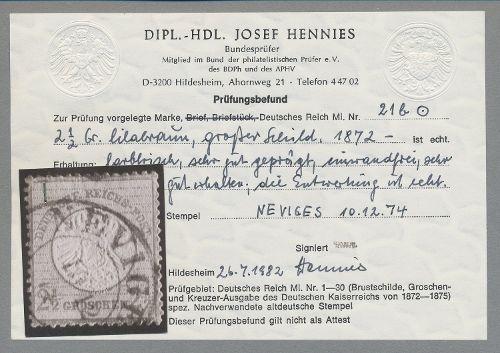 DIPL.-HDL. JOSEF HENNIES
Bundesprüfer
Mitglied im Bund der philatelistischen Prüfer e.V.
des BDPh und des APHV
D-3200 Hildesheim, Ahornweg 21 - Telefon 4 47 02
Prüfungsbefund
Zur Prüfung vorgelegte Marke, Brief, Briefstück, Deutsches Reich Mi. Nr. 21b ⊙
2½ Gr. lilabraun, großer Schild, 1872 — ist echt.
Erhaltung: farbfrisch, sehr gut geprägt, einwandfrei, sehr
gut erhalten; die Entwertung ist echt.
Stempel NEVIGES 10.12.74
Signiert
Hildesheim 26.7.1982 Hennies
Prüfgebiet: Deutsches Reich Mi. Nr. 1—30 (Brustschilde, Groschen-
und Kreuzer-Ausgabe des Deutschen Kaiserreichs von 1872—1875)
spez. Nachverwendete altdeutsche Stempel
Dieser Prüfungsbefund gilt nicht als Attest
NEVIGE
GROSCHEN